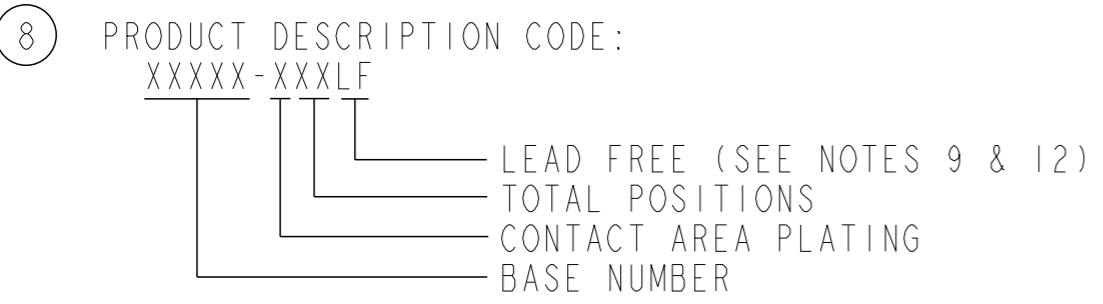 8 PRODUCT DESCRIPTION CODE:
XXXXX-XXXLF
LEAD FREE (SEE NOTES 9 & 12)
TOTAL POSITIONS
CONTACT AREA PLATING
BASE NUMBER